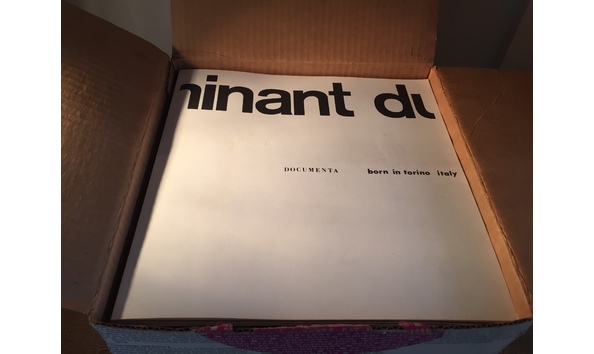 ninant du
DOCUMENTA born in torino italy